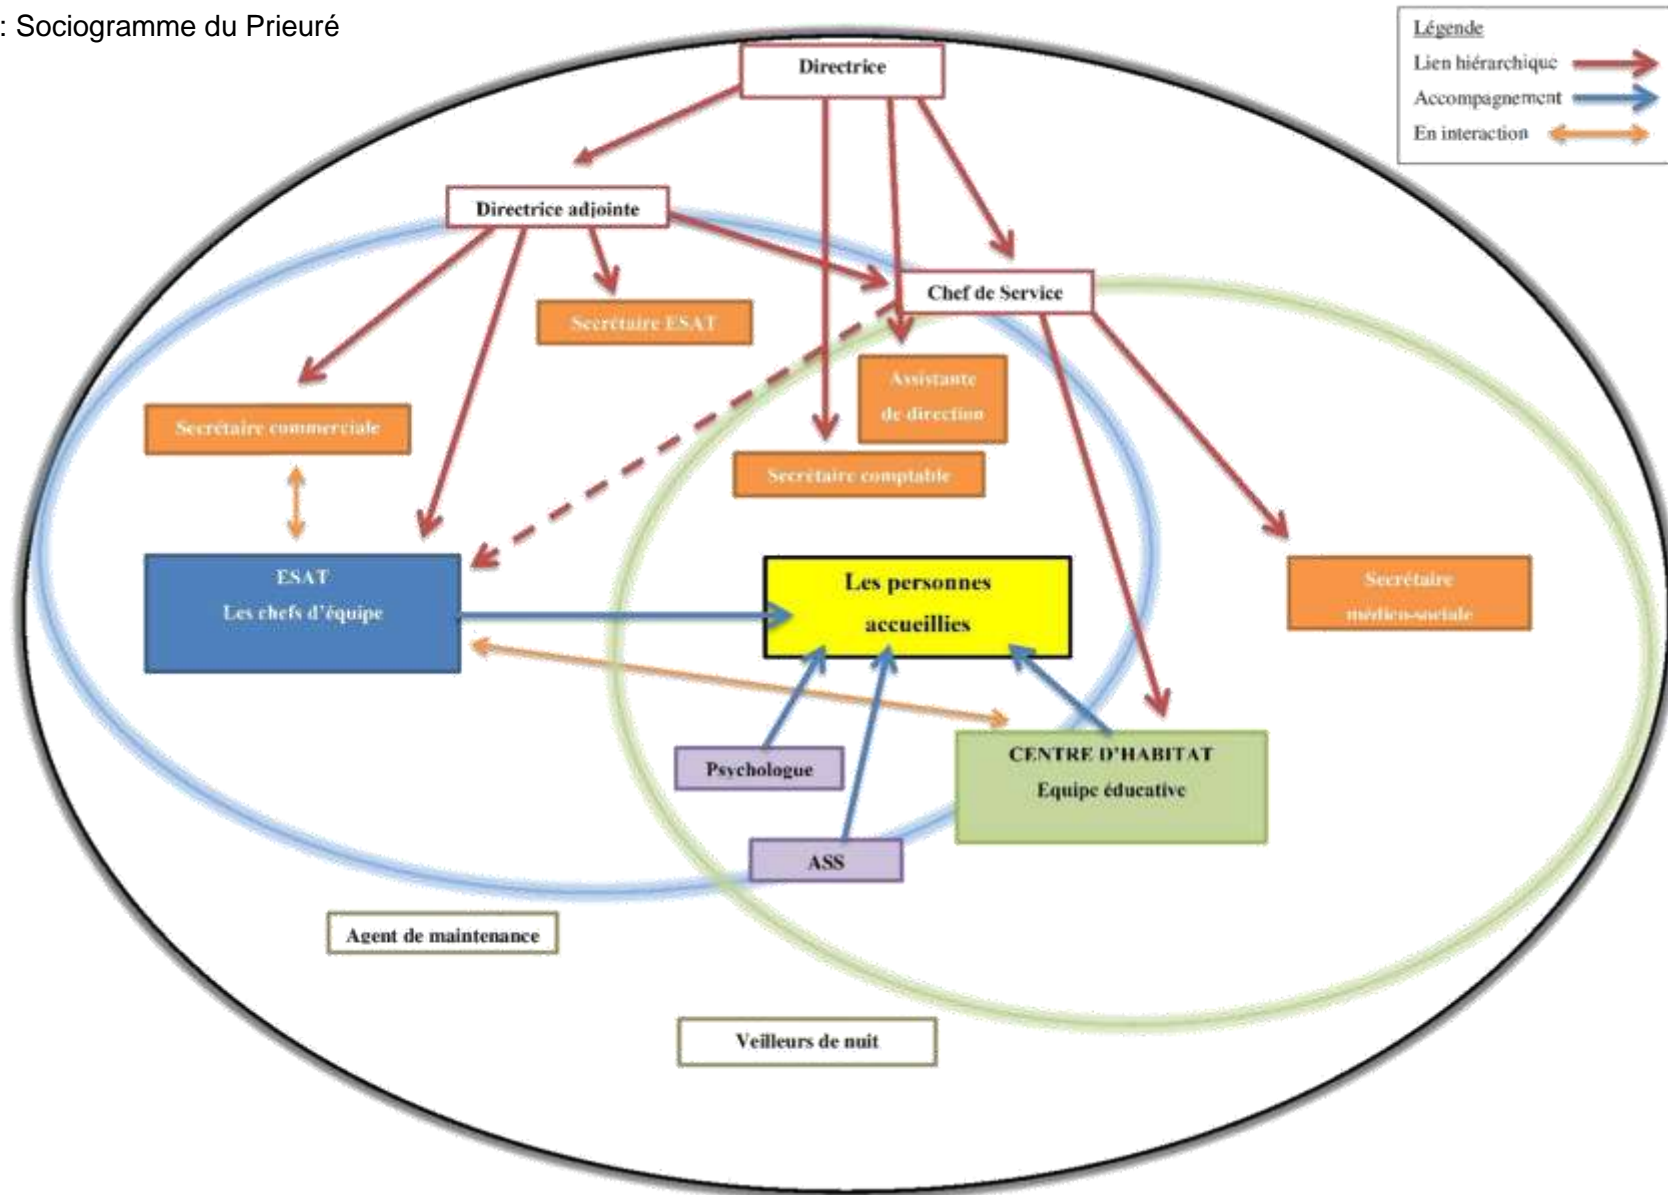 : Sociogramme du Prieuré
Légende
Lien hiérarchique
Accompagnement
En interaction
Directrice
Directrice adjointe
Chef de Service
Secrétaire ESAT
Assistante
de direction
Secrétaire commerciale
Secrétaire comptable
ESAT
Les chefs d'équipe
Les personnes
accueillies
Secrétaire
médico-sociale
Psychologue
CENTRE D'HABITAT
Equipe éducative
ASS
Agent de maintenance
Veilleurs de nuit